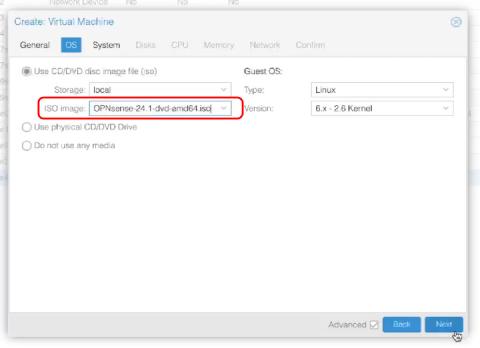 Network Device No No No
Create: Virtual Machine
General OS System Disks CPU Memory Network Confirm
Use CD/DVD disc image file (iso) Guest OS:
Storage: local Type: Linux
ISO image: OPNsense-24.1-dvd-amd64.iso Version: 6.x - 2.6 Kernel
Use physical CD/DVD Drive
Do not use any media
Advanced Back Next